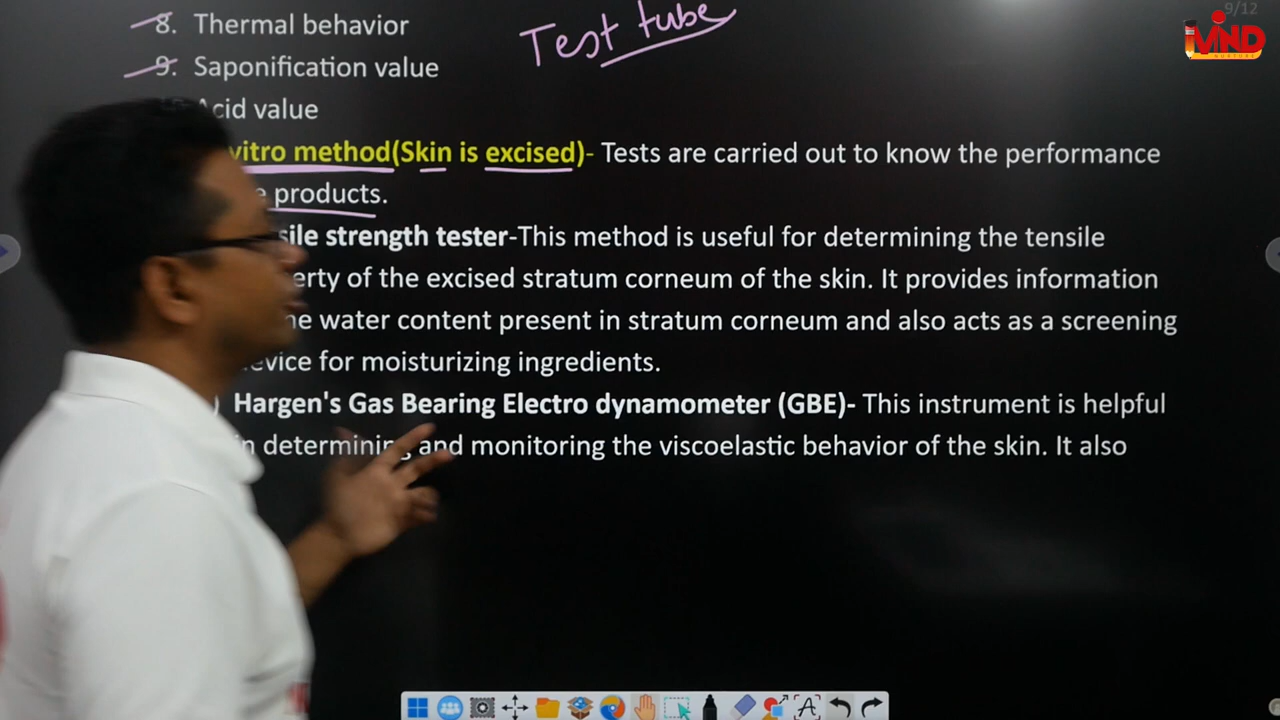 9/12
MIND
NURTURE
Test tube
8. Thermal behavior
9. Saponification value
Acid value
vitro method(Skin is excised)- Tests are carried out to know the performance
products.
sile strength tester-This method is useful for determining the tensile
erty of the excised stratum corneum of the skin. It provides information
he water content present in stratum corneum and also acts as a screening
evice for moisturizing ingredients.
) Hargen's Gas Bearing Electro dynamometer (GBE)- This instrument is helpful
in determining and monitoring the viscoelastic behavior of the skin. It also
A